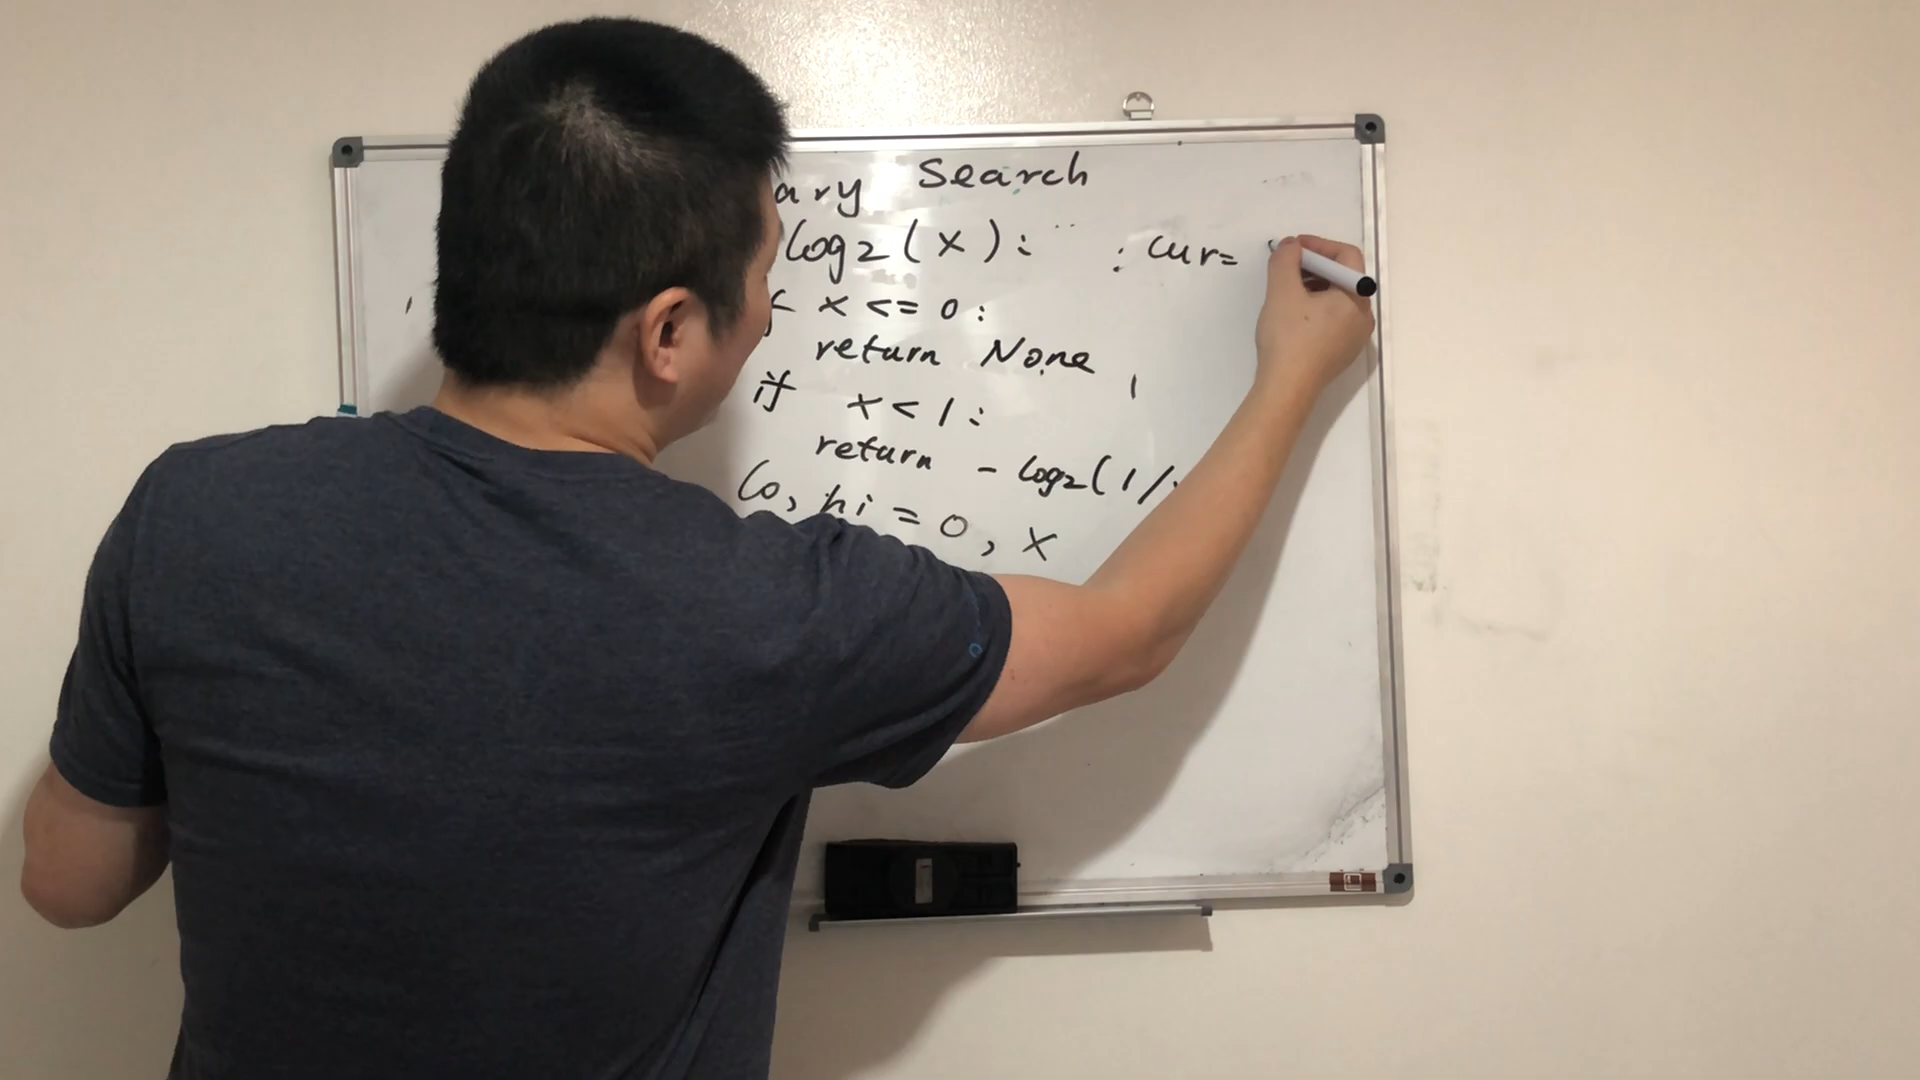 ary Search
log2(x): : cur=
x <= 0:
return None
if x < 1:
return - log2(1/
lo, hi = 0, x